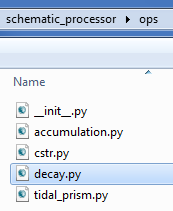 schematic_processor ▸ ops
Name
__init__.py
accumulation.py
cstr.py
decay.py
tidal_prism.py